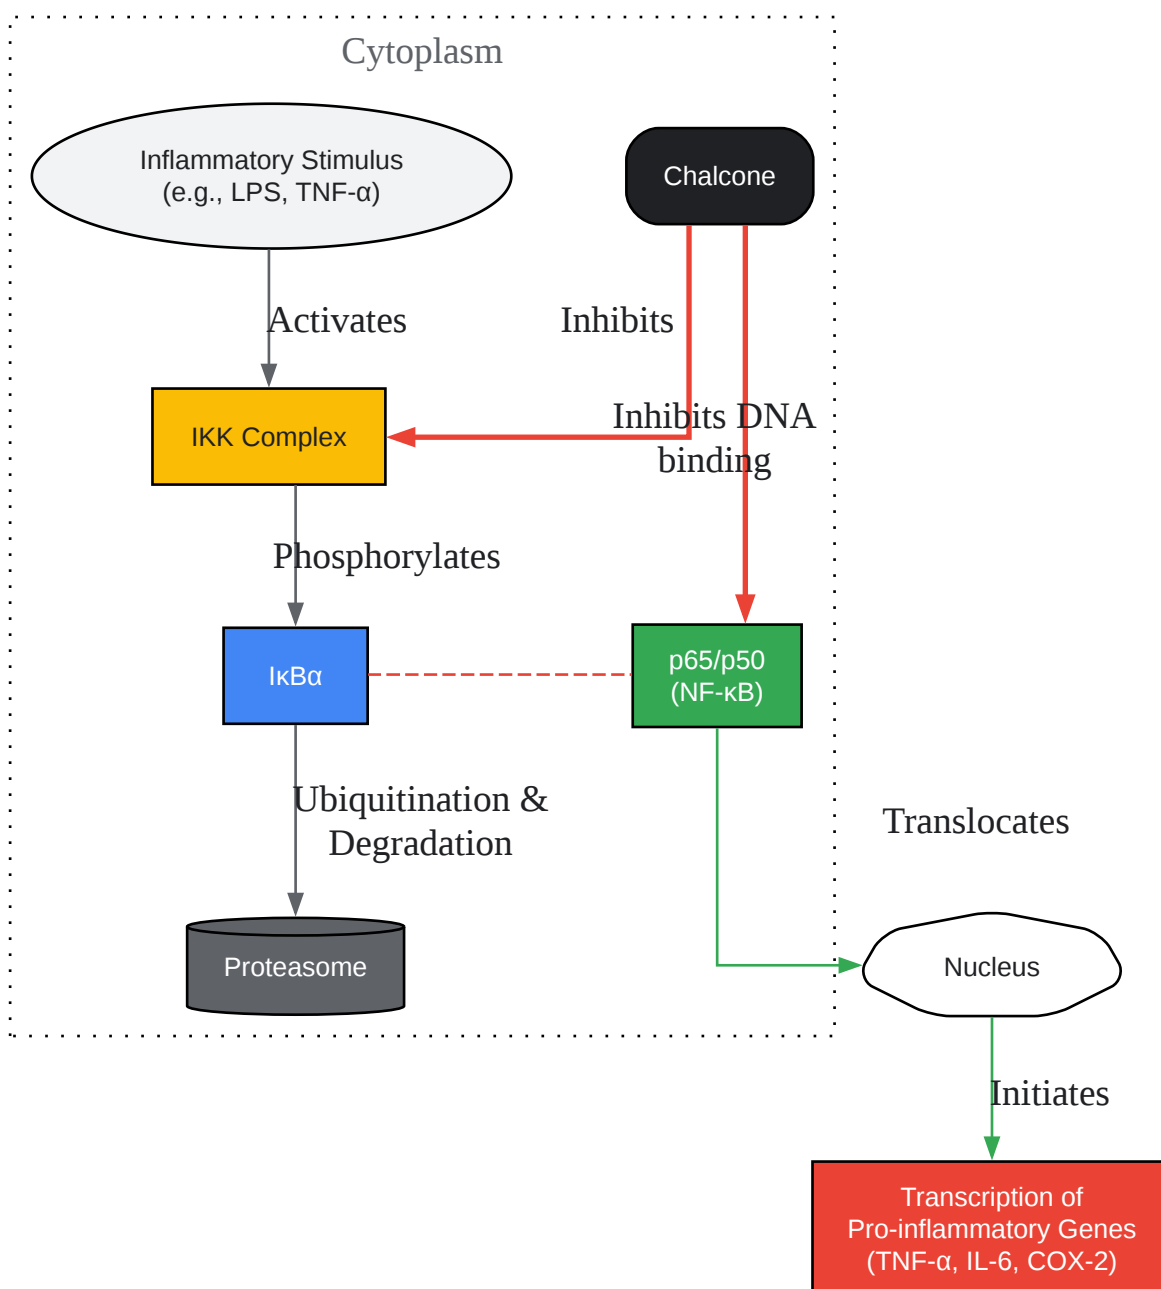 Cytoplasm
Inflammatory Stimulus
(e.g., LPS, TNF-α)
Chalcone
Activates
Inhibits
IKK Complex
Inhibits DNA
binding
Phosphorylates
IκBα
p65/p50
(NF-κB)
Ubiquitination &
Degradation
Translocates
Proteasome
Nucleus
Initiates
Transcription of
Pro-inflammatory Genes
(TNF-α, IL-6, COX-2)